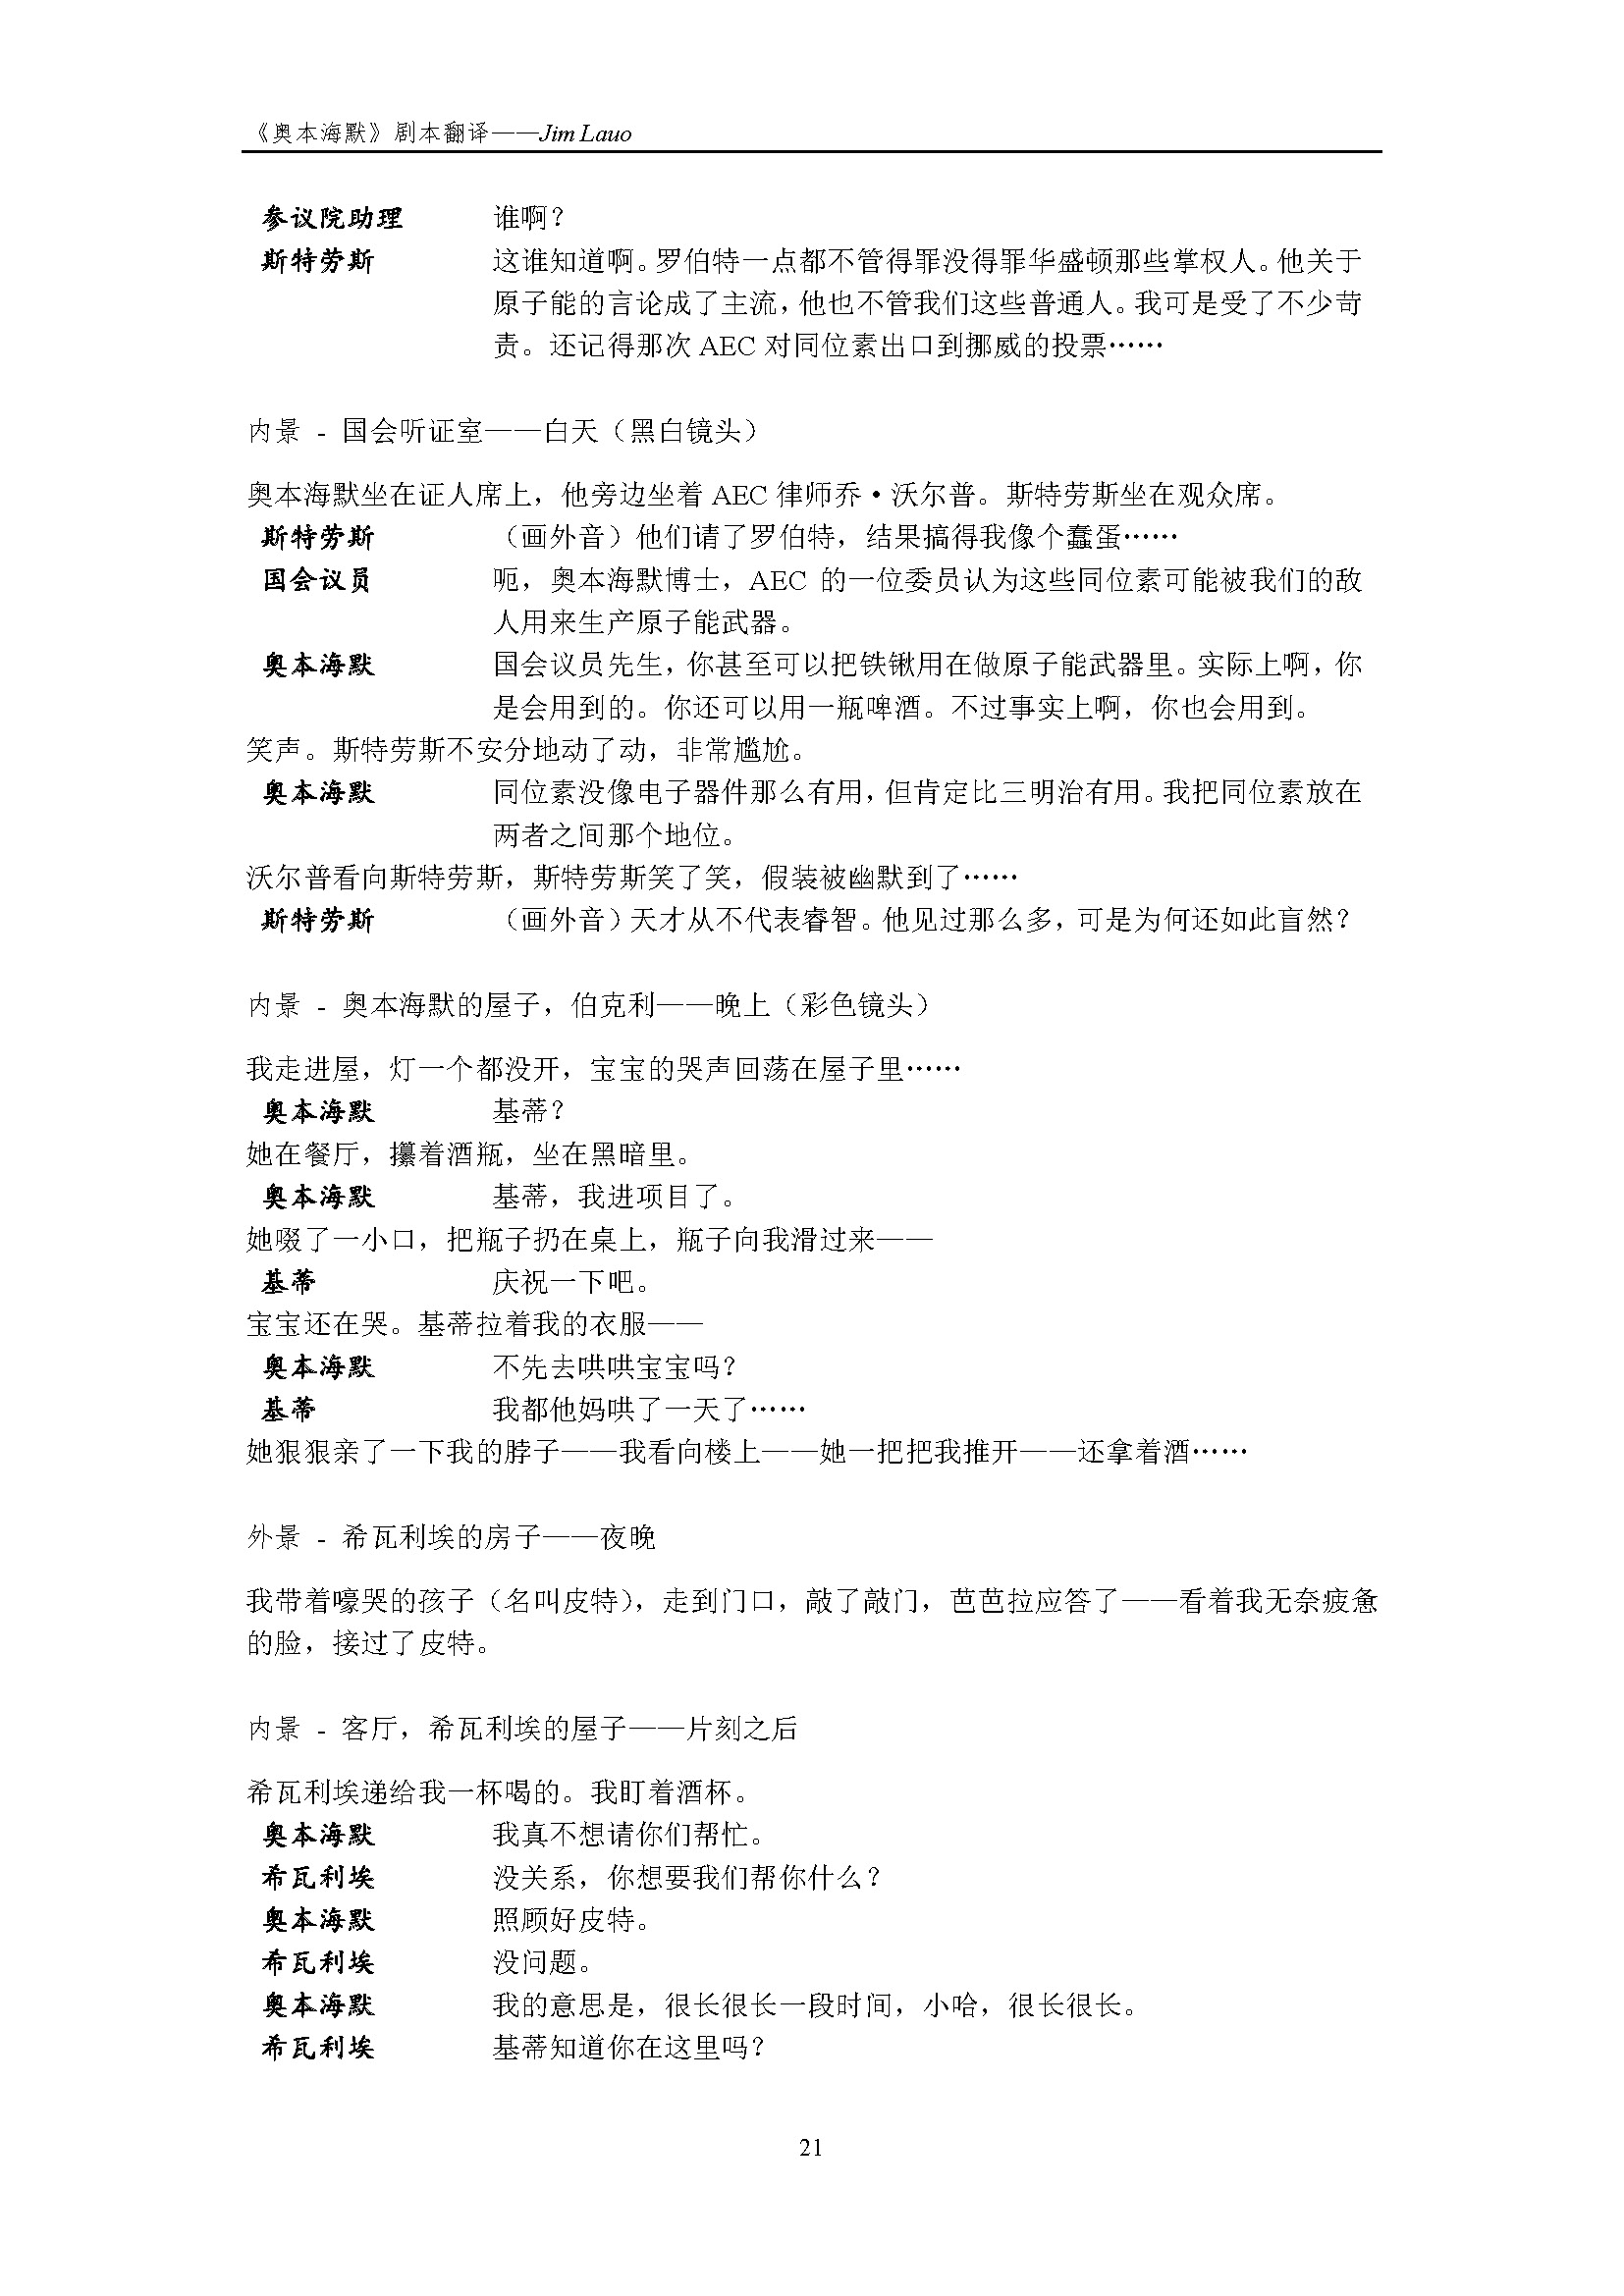 《奥本海默》剧本翻译——Jim Lauo
参议院助理 谁啊？
斯特劳斯 这谁知道啊。罗伯特一点都不管得罪没得罪华盛顿那些掌权人。他关于
原子能的言论成了主流，他也不管我们这些普通人。我可是受了不少苛
责。还记得那次 AEC 对同位素出口到挪威的投票……
内景 - 国会听证室——白天（黑白镜头）
奥本海默坐在证人席上，他旁边坐着 AEC 律师乔·沃尔普。斯特劳斯坐在观众席。
斯特劳斯 （画外音）他们请了罗伯特，结果搞得我像个蠢蛋……
国会议员 呃，奥本海默博士，AEC 的一位委员认为这些同位素可能被我们的敌
人用来生产原子能武器。
奥本海默 国会议员先生，你甚至可以把铁锹用在做原子能武器里。实际上啊，你
是会用到的。你还可以用一瓶啤酒。不过事实上啊，你也会用到。
笑声。斯特劳斯不安分地动了动，非常尴尬。
奥本海默 同位素没像电子器件那么有用，但肯定比三明治有用。我把同位素放在
两者之间那个地位。
沃尔普看向斯特劳斯，斯特劳斯笑了笑，假装被幽默到了……
斯特劳斯 （画外音）天才从不代表睿智。他见过那么多，可是为何还如此盲然？
内景 - 奥本海默的屋子，伯克利——晚上（彩色镜头）
我走进屋，灯一个都没开，宝宝的哭声回荡在屋子里……
奥本海默 基蒂？
她在餐厅，攥着酒瓶，坐在黑暗里。
奥本海默 基蒂，我进项目了。
她啜了一小口，把瓶子扔在桌上，瓶子向我滑过来——
基蒂 庆祝一下吧。
宝宝还在哭。基蒂拉着我的衣服——
奥本海默 不先去哄哄宝宝吗？
基蒂 我都他妈哄了一天了……
她狠狠亲了一下我的脖子——我看向楼上——她一把把我推开——还拿着酒……
外景 - 希瓦利埃的房子——夜晚
我带着嚎哭的孩子（名叫皮特），走到门口，敲了敲门，芭芭拉应答了——看着我无奈疲惫
的脸，接过了皮特。
内景 - 客厅，希瓦利埃的屋子——片刻之后
希瓦利埃递给我一杯喝的。我盯着酒杯。
奥本海默 我真不想请你们帮忙。
希瓦利埃 没关系，你想要我们帮你什么？
奥本海默 照顾好皮特。
希瓦利埃 没问题。
奥本海默 我的意思是，很长很长一段时间，小哈，很长很长。
希瓦利埃 基蒂知道你在这里吗？
21